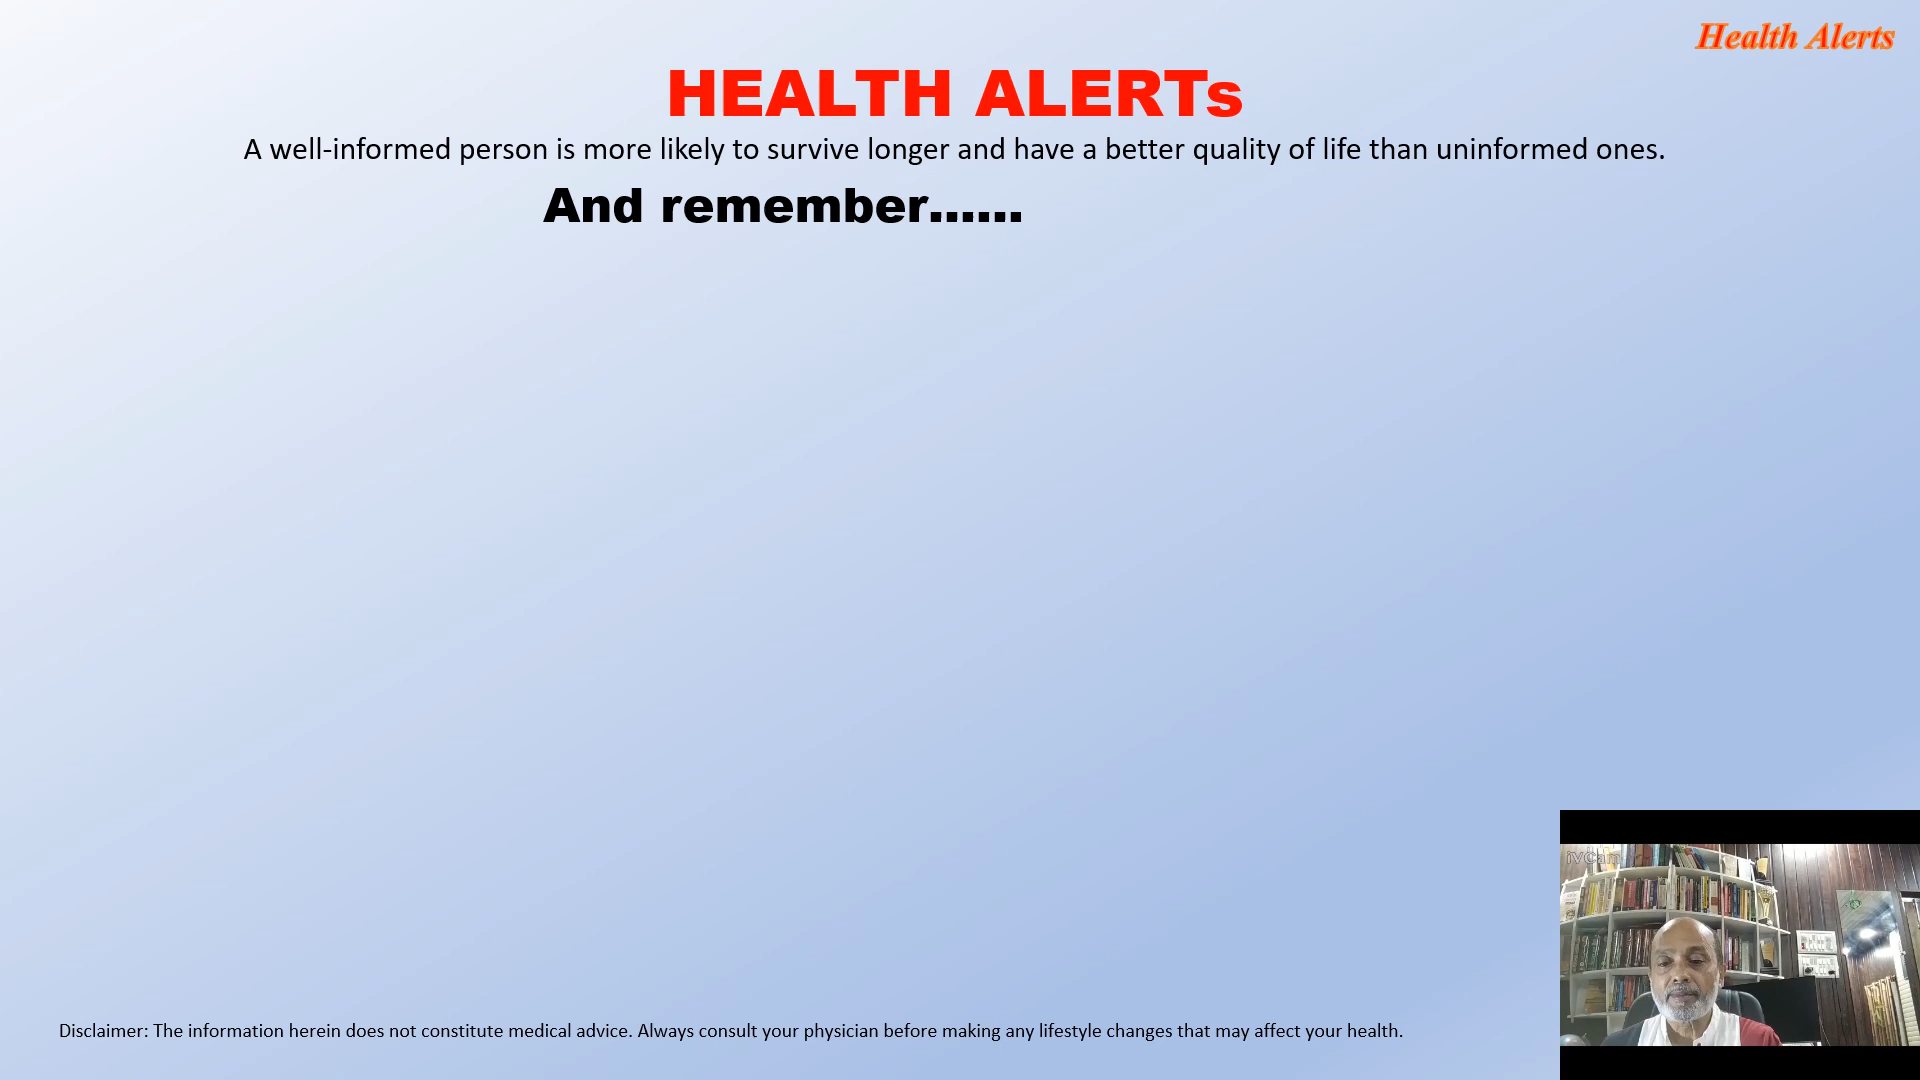 Health Alerts
HEALTH ALERTs
A well-informed person is more likely to survive longer and have a better quality of life than uninformed ones.
And remember......
iVCam
Disclaimer: The information herein does not constitute medical advice. Always consult your physician before making any lifestyle changes that may affect your health.